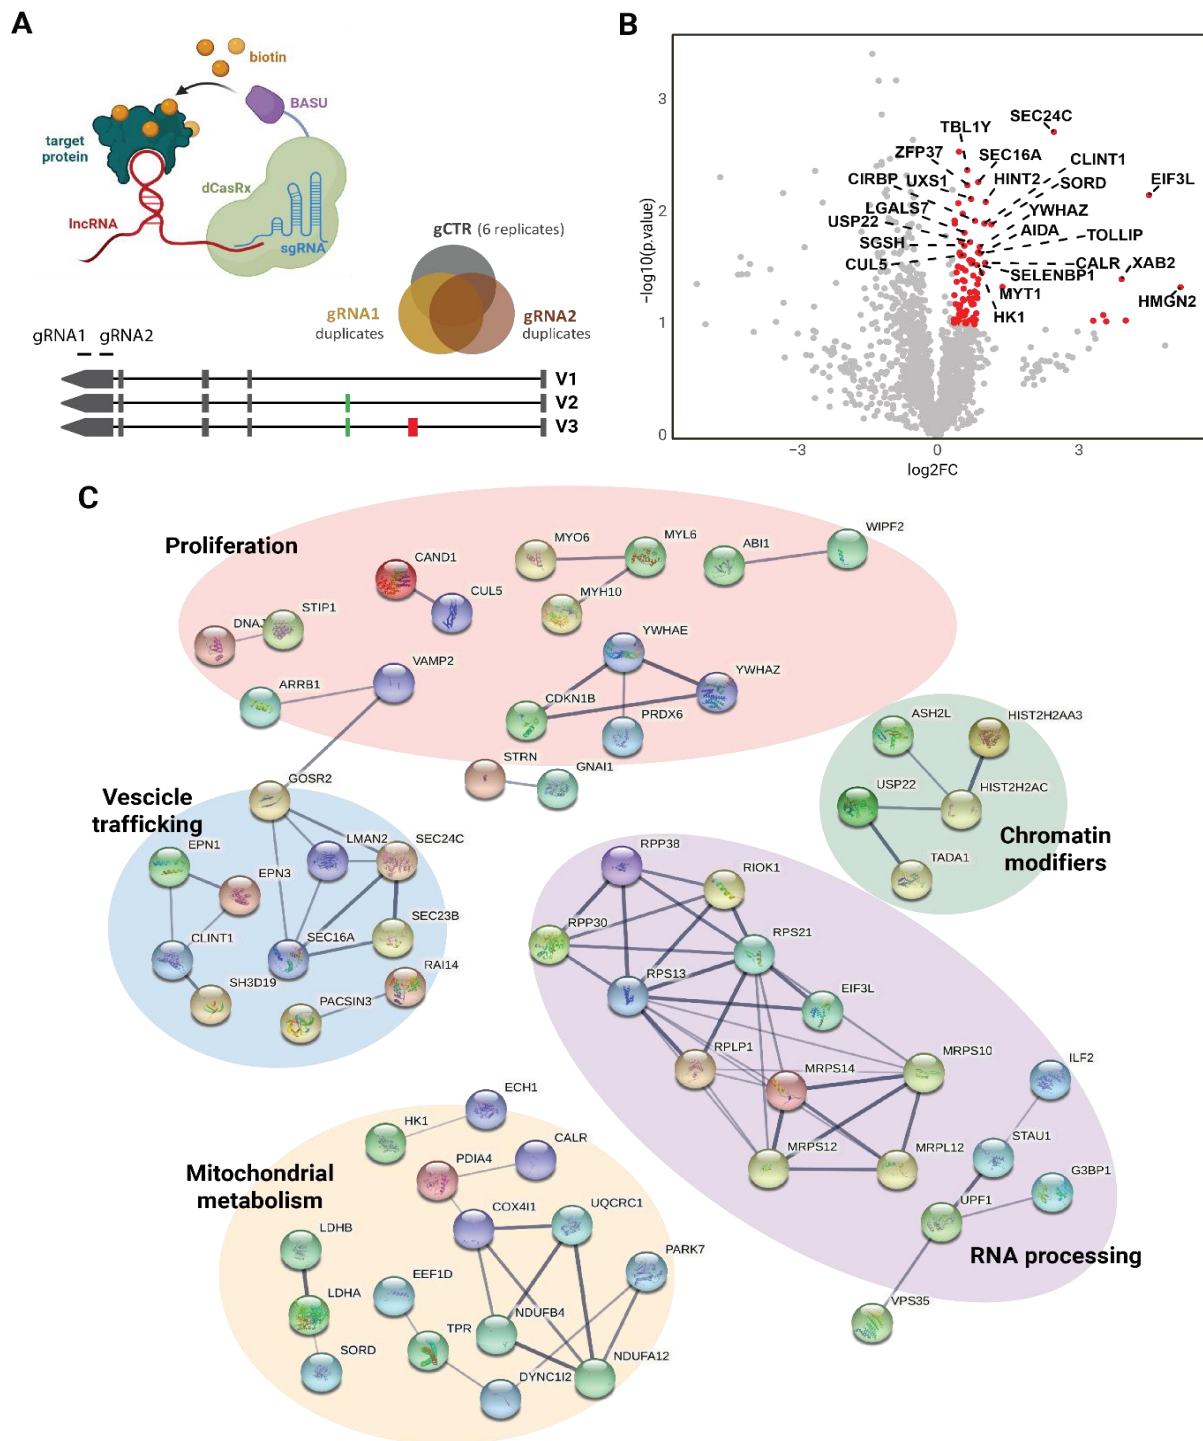 A
biotin
BASU
target
protein
dCasRx
lncRNA
sgRNA
gCTR (6 replicates)
gRNA1
duplicates
gRNA2
duplicates
gRNA1 gRNA2
V1
V2
V3
B
−log10(p.value)
3
2
1
0
−3
0
3
log2FC
SEC24C
TBL1Y
ZFP37
SEC16A
CLINT1
CIRBP
UXS1
HINT2
SORD
EIF3L
LGALS7
YWHAZ
USP22
AIDA
SGSH
TOLLIP
CUL5
CALR
XAB2
SELENBP1
MYT1
HMGN2
HK1
C
Proliferation
CAND1
CUL5
MYO6
MYL6
MYH10
ABI1
WIPF2
DNAJ
STIP1
VAMP2
ARRB1
YWHAE
YWHAZ
CDKN1B
PRDX6
STRN
GNAI1
Vescicle
trafficking
GOSR2
EPN1
LMAN2
SEC24C
EPN3
CLINT1
SEC16A
SEC23B
SH3D19
RAI14
PACSIN3
ASH2L
HIST2H2AA3
USP22
HIST2H2AC
TADA1
Chromatin
modifiers
RPP38
RIOK1
RPP30
RPS21
RPS13
EIF3L
RPLP1
MRPS14
MRPS10
MRPS12
MRPL12
ILF2
STAU1
G3BP1
UPF1
VPS35
RNA processing
Mitochondrial
metabolism
ECH1
HK1
CALR
PDIA4
COX4I1
UQCRC1
LDHB
PARK7
EEF1D
LDHA
NDUFB4
TPR
SORD
NDUFA12
DYNC1I2